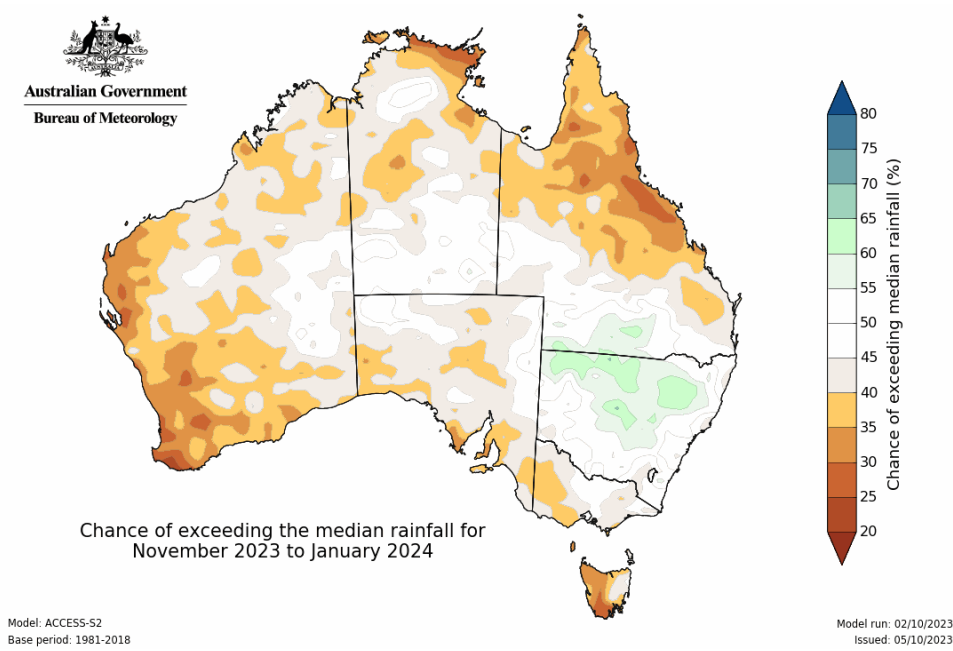 Australian Government
Bureau of Meteorology
80
75
70
65
60
55
50
45
40
35
30
25
20
Chance of exceeding median rainfall (%)
Chance of exceeding the median rainfall for
November 2023 to January 2024
Model: ACCESS-S2
Base period: 1981-2018
Model run: 02/10/2023
Issued: 05/10/2023